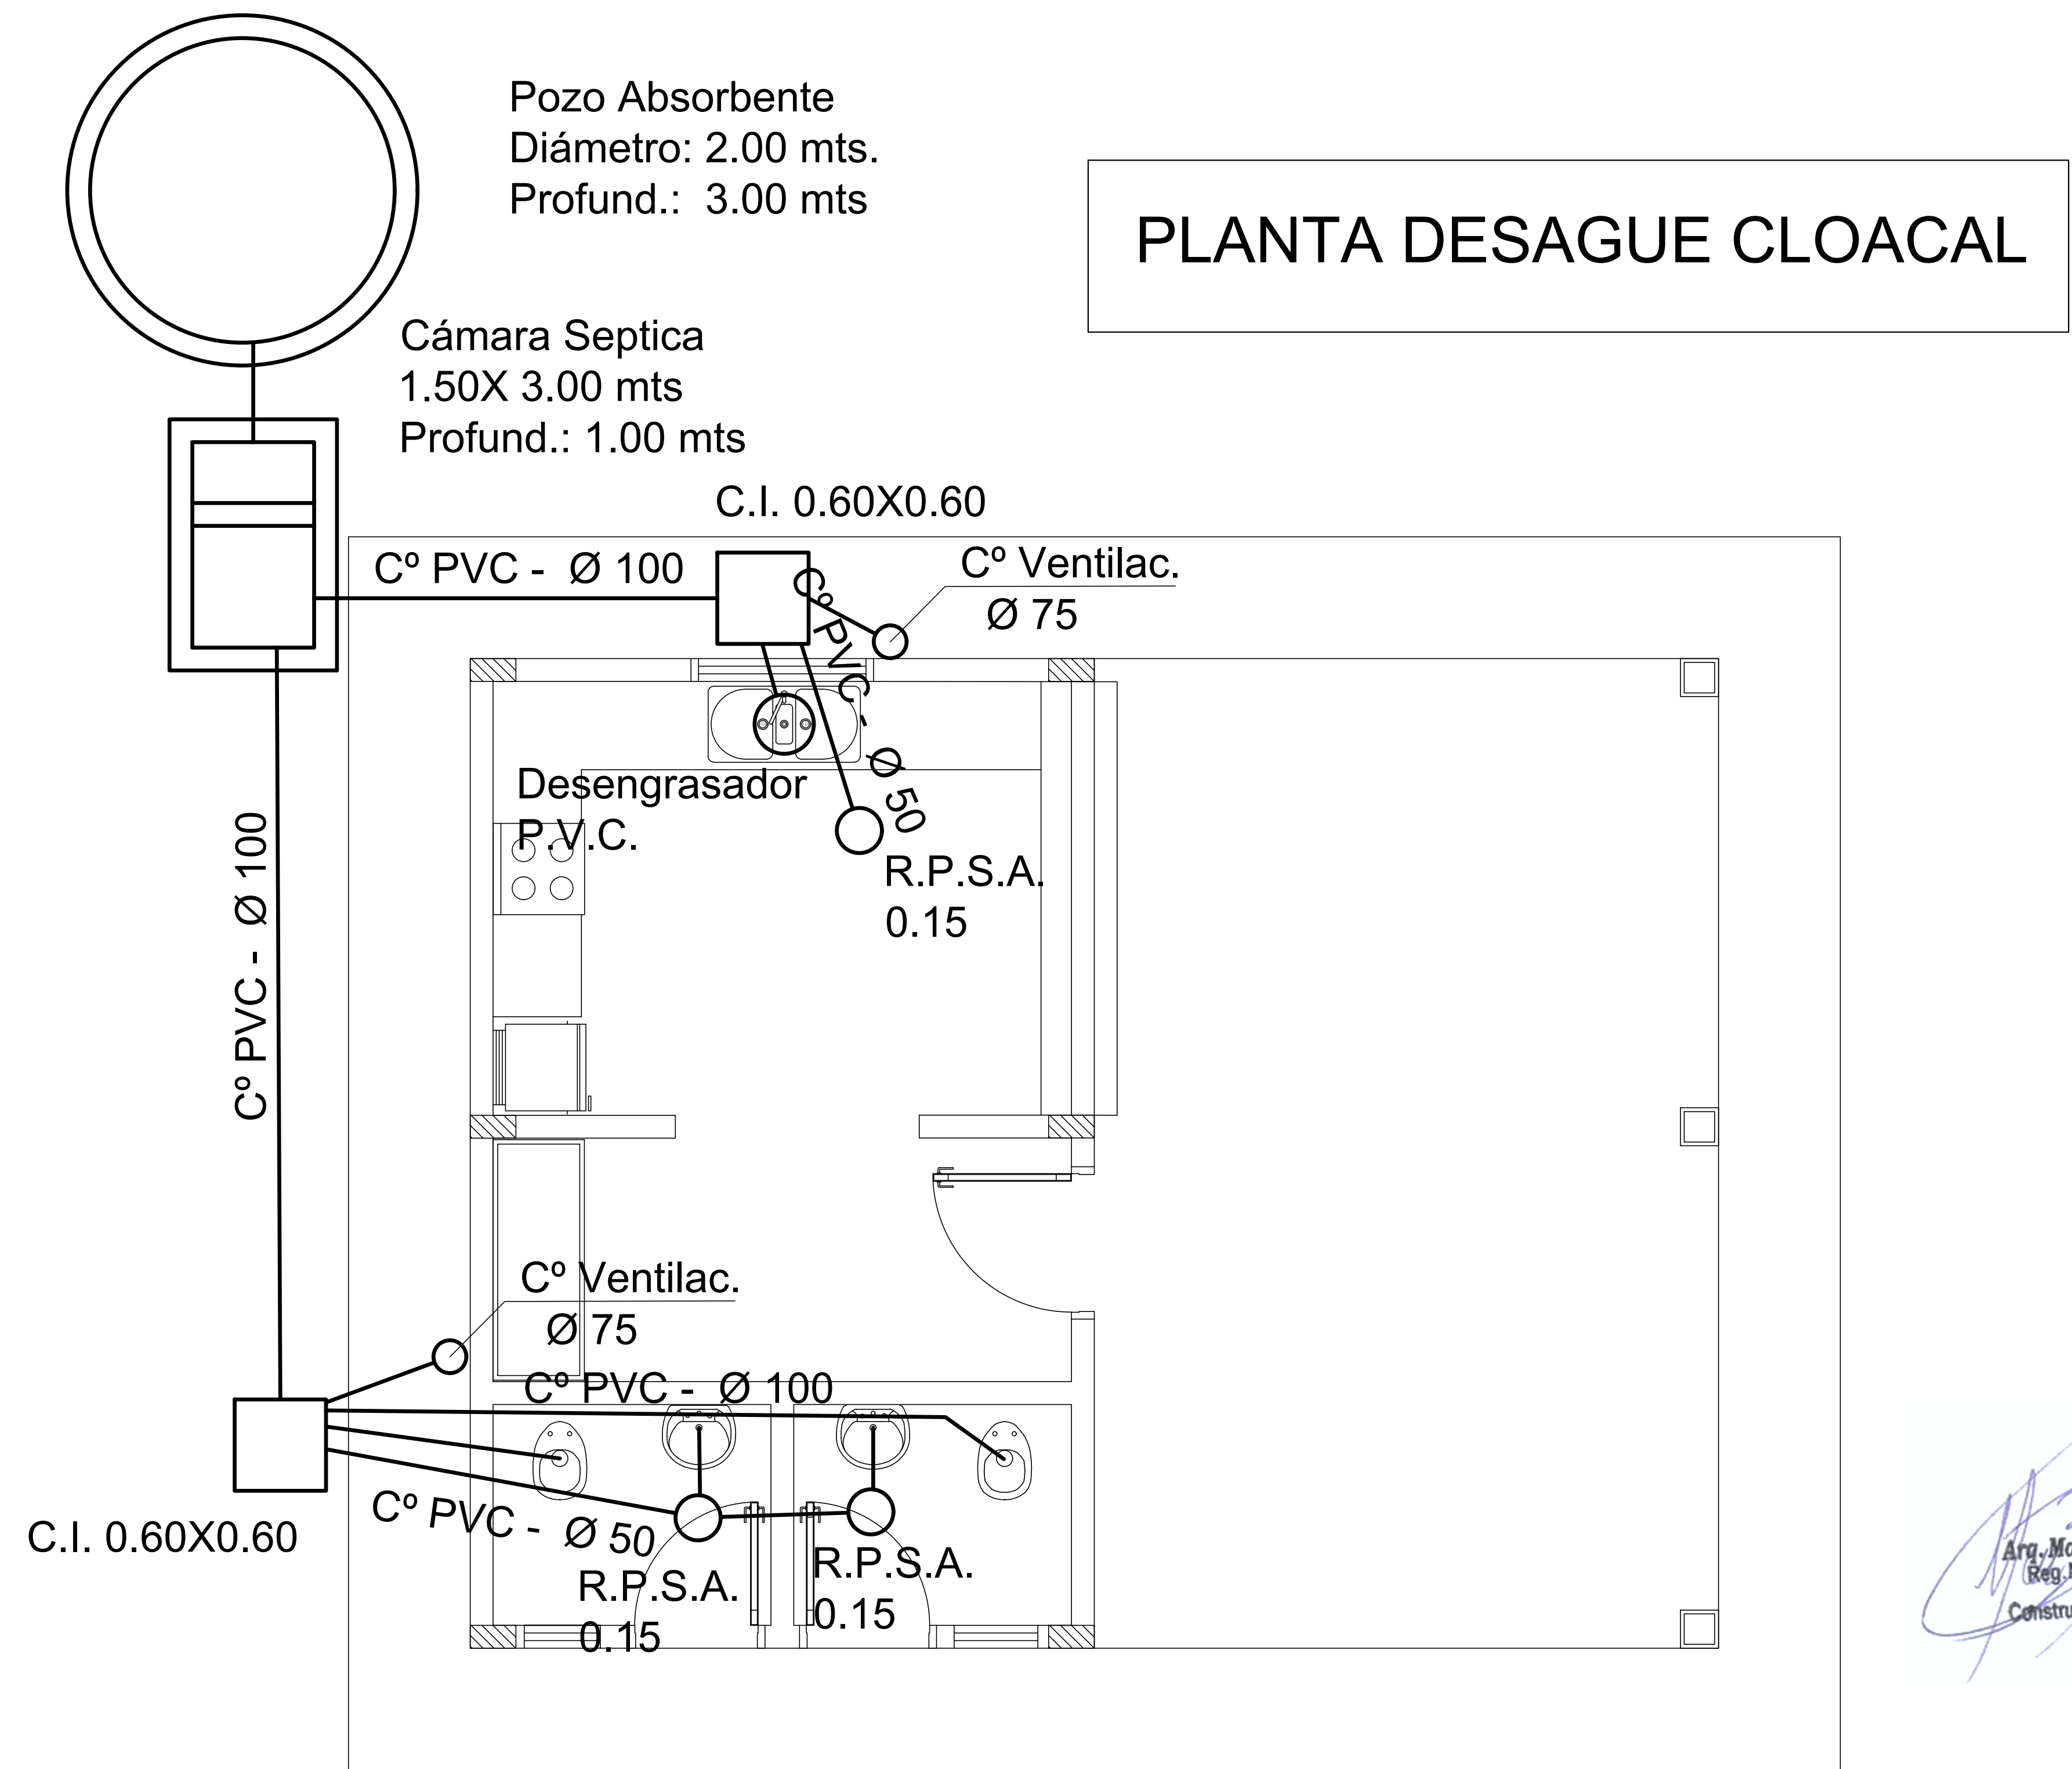 Pozo Absorbente
Diámetro: 2.00 mts.
Profund.: 3.00 mts
PLANTA DESAGUE CLOACAL
Cámara Septica
1.50X 3.00 mts
Profund.: 1.00 mts
C.I. 0.60X0.60
Cº PVC - Ø 100
Cº Ventilac.
Ø 75
Cº PVC - Ø 50
Desengrasador
P.V.C.
R.P.S.A.
0.15
Cº PVC - Ø 100
Cº Ventilac.
Ø 75
Cº PVC - Ø 100
Cº PVC - Ø 50
C.I. 0.60X0.60
R.P.S.A.
0.15
R.P.S.A.
0.15
Arq.
Reg.